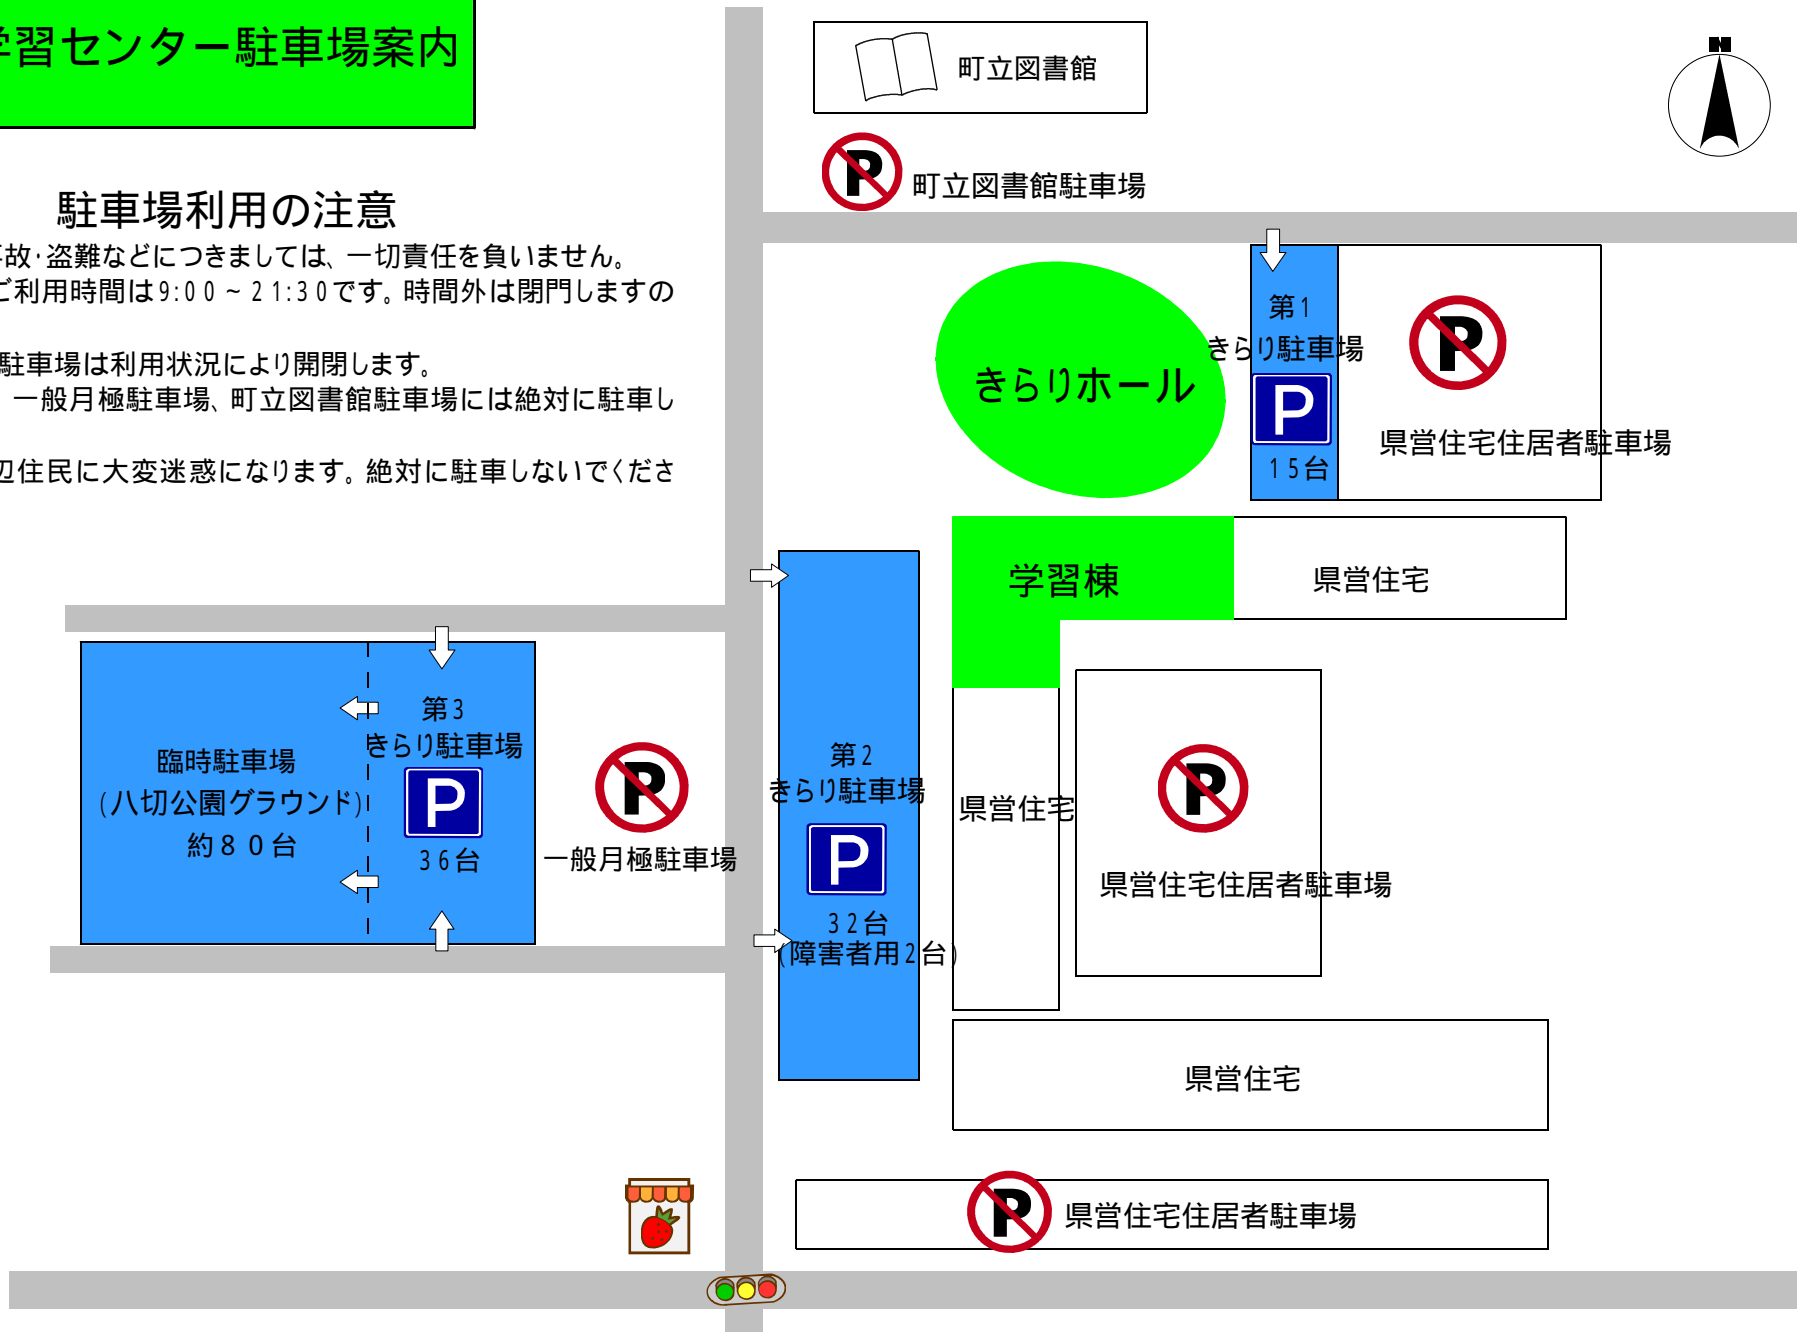 学習センター駐車場案内
駐車場利用の注意
事故・盗難などにつきましては、一切責任を負いません。
ご利用時間は9:00~21:30です。時間外は閉門しますの
駐車場は利用状況により開閉します。
一般月極駐車場、町立図書館駐車場には絶対に駐車し
辺住民に大変迷惑になります。絶対に駐車しないでくださ
町立図書館
P
町立図書館駐車場
N
第1
きらり駐車場
P
15台
P
県営住宅住居者駐車場
きらりホール
学習棟
県営住宅
第2
きらり駐車場
P
32台
(障害者用2台)
県営住宅
P
県営住宅住居者駐車場
第3
きらり駐車場
P
36台
臨時駐車場
(八切公園グラウンド)
約80台
P
一般月極駐車場
県営住宅
P
県営住宅住居者駐車場